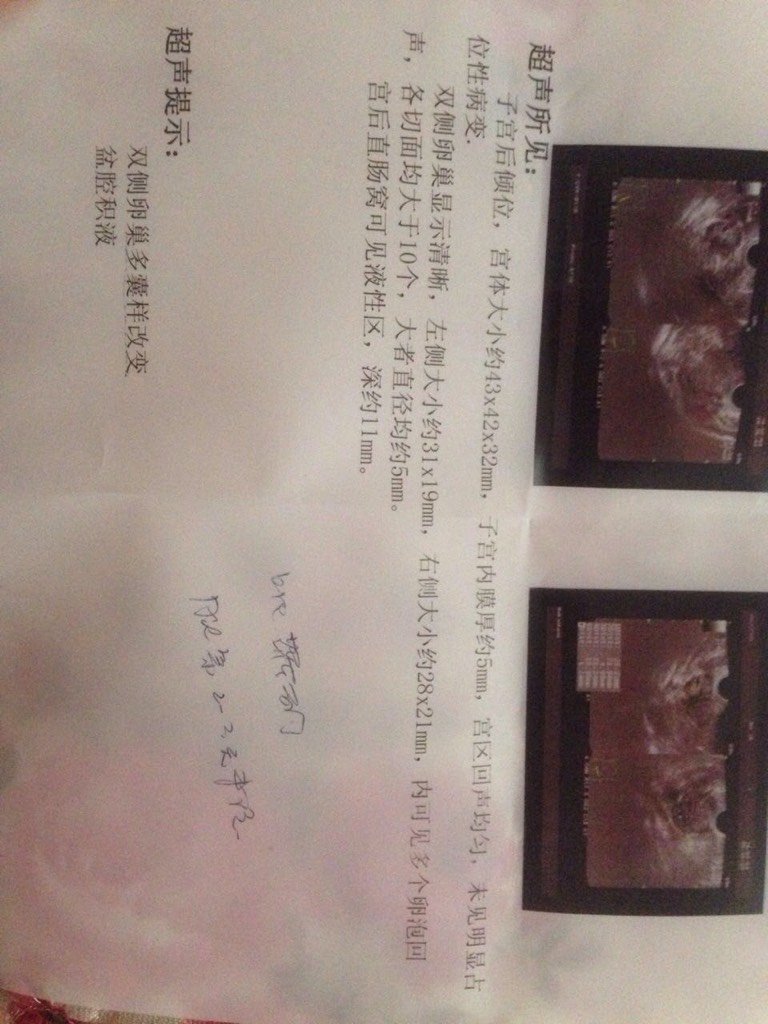 超声所见：
子宫后倾位，宫体大小约43x42x32mm，子宫内膜厚约5mm，宫区回声均匀，未见明显占
位性病变.
双侧卵巢显示清晰，左侧大小约31x19mm，右侧大小约28x21mm，内可见多个卵泡回
声，各切面均大于10个，大者直径均约5mm。
宫后直肠窝可见液性区，深约11mm。
超声提示：
双侧卵巢多囊样改变
盆腔积液